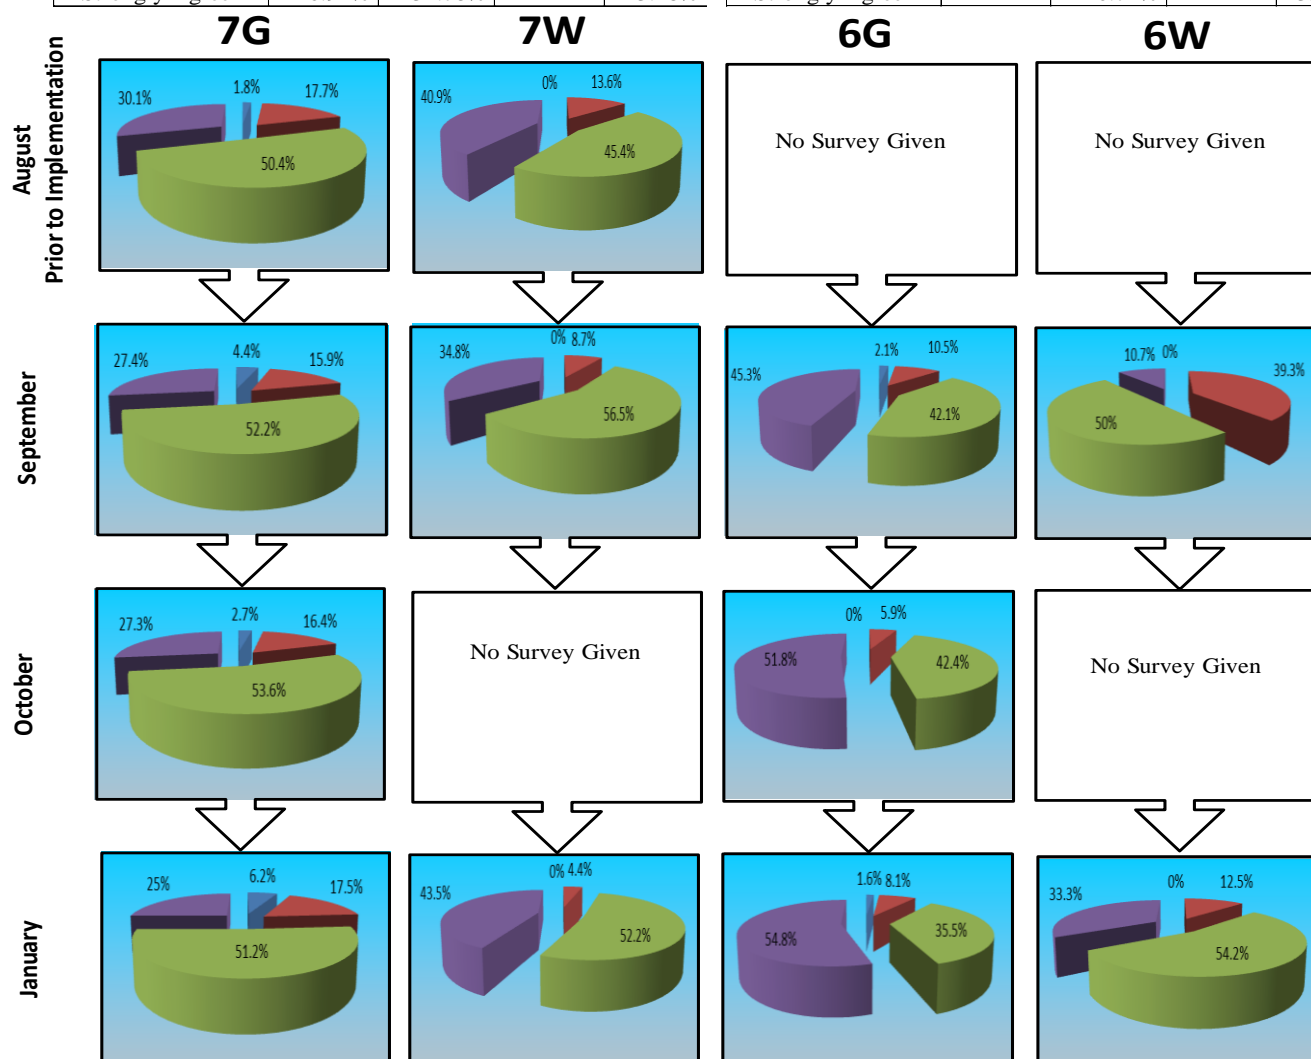 7G 7W 6G 6W
August
Prior to Implementation
30.1% 1.8% 17.7%
50.4%
40.9% 0% 13.6%
45.4%
No Survey Given
No Survey Given
September
27.4% 4.4% 15.9%
52.2%
34.8% 0% 8.7%
56.5%
45.3% 2.1% 10.5%
42.1%
10.7% 0% 39.3%
50%
October
27.3% 2.7% 16.4%
53.6%
No Survey Given
51.8% 0% 5.9%
42.4%
No Survey Given
January
25% 6.2% 17.5%
51.2%
43.5% 0% 4.4%
52.2%
54.8% 1.6% 8.1%
35.5%
33.3% 0% 12.5%
54.2%